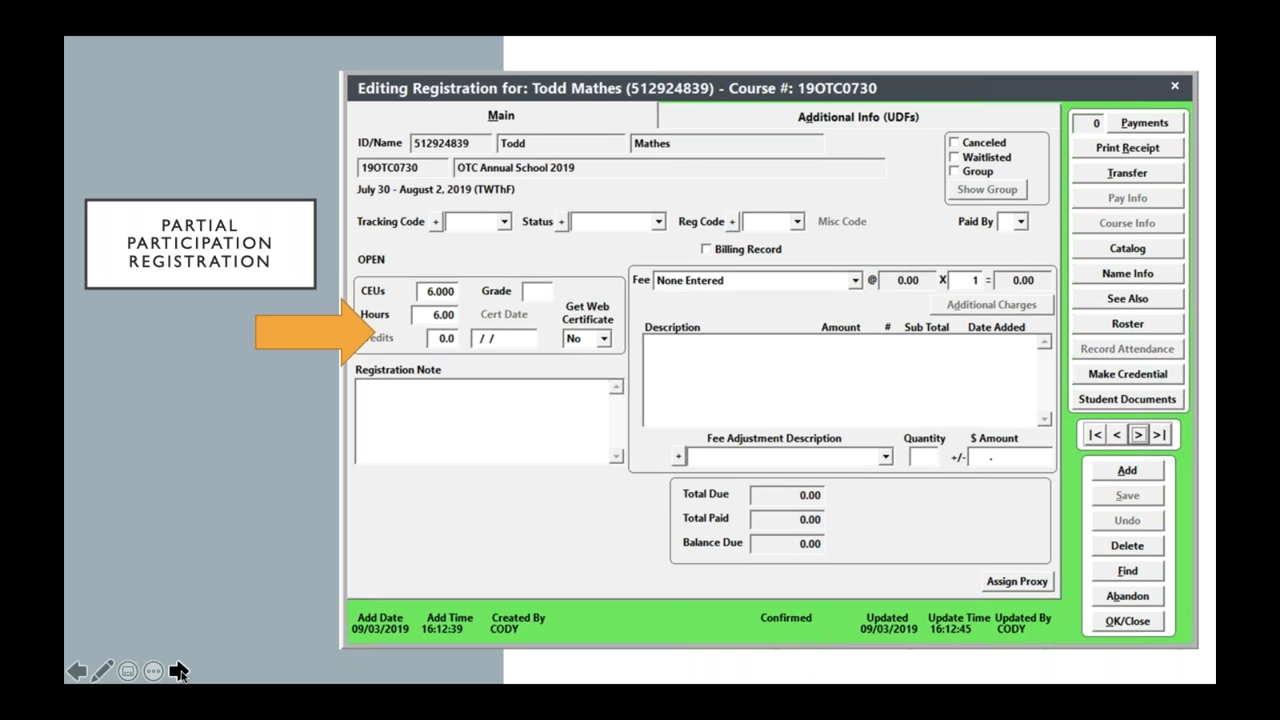 PARTIAL
PARTICIPATION
REGISTRATION
Editing Registration for: Todd Mathes (512924839) - Course #: 19OTC0730 ×
Main Additional Info (UDFs)
ID/Name 512924839 Todd Mathes
19OTC0730 OTC Annual School 2019
July 30 - August 2, 2019 (TWThF)
Canceled
Waitlisted
Group
Show Group
Tracking Code + Status + Reg Code + Misc Code Paid By
Billing Record
OPEN
CEUs 6.000 Grade
Hours 6.00 Cert Date
edits 0.0 / /
Get Web
Certificate
No
Registration Note
Fee None Entered @ 0.00 X 1 = 0.00
Additional Charges
Description Amount # Sub Total Date Added
Fee Adjustment Description Quantity $ Amount
+ +/- .
Total Due 0.00
Total Paid 0.00
Balance Due 0.00
Assign Proxy
Add Date Add Time Created By Confirmed Updated Update Time Updated By
09/03/2019 16:12:39 CODY 09/03/2019 16:12:45 CODY
0 Payments
Print Receipt
Transfer
Pay Info
Course Info
Catalog
Name Info
See Also
Roster
Record Attendance
Make Credential
Student Documents
|< < > >|
Add
Save
Undo
Delete
Find
Abandon
OK/Close